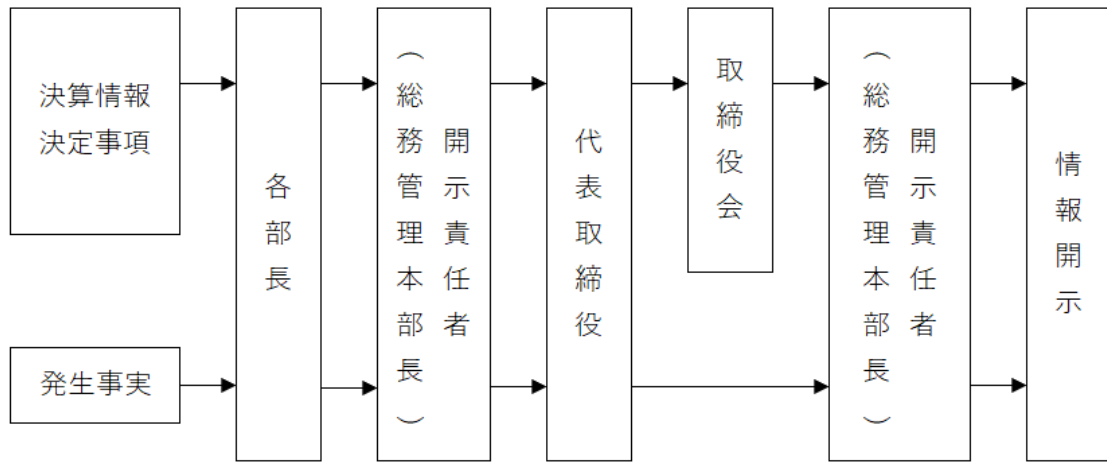 決算情報
決定事項
発生事実
各部長
開示責任者
（総務管理本部長）
代表取締役
取締役会
開示責任者
（総務管理本部長）
情報開示